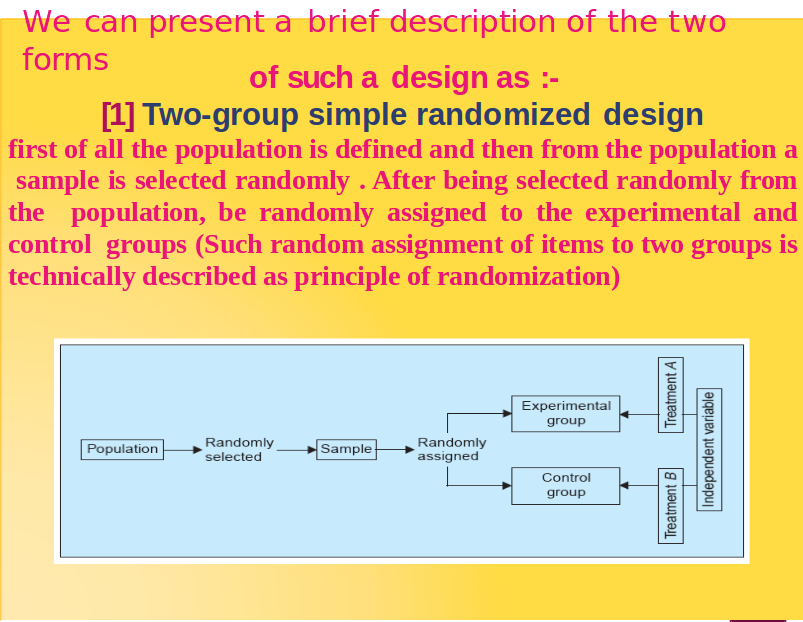 We can present a brief description of the two
forms
of such a design as :-
[1] Two-group simple randomized design
first of all the population is defined and then from the population a
sample is selected randomly . After being selected randomly from
the population, be randomly assigned to the experimental and
control groups (Such random assignment of items to two groups is
technically described as principle of randomization)
Population
Randomly
selected
Sample
Randomly
assigned
Experimental
group
Control
group
Treatment A
Treatment B
Independent variable